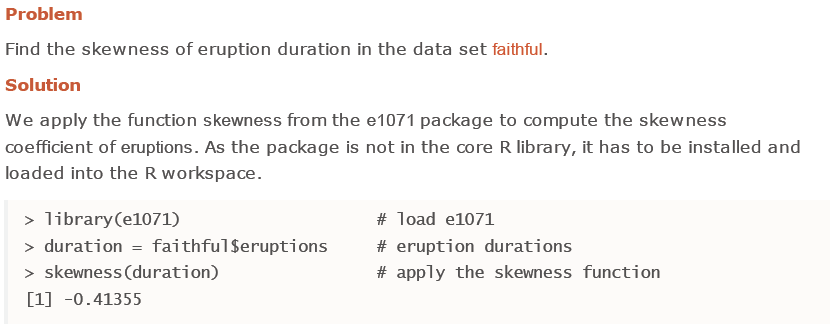 Problem
Find the skewness of eruption duration in the data set faithful.
Solution
We apply the function skewness from the e1071 package to compute the skewness
coefficient of eruptions. As the package is not in the core R library, it has to be installed and
loaded into the R workspace.
> library(e1071)                    # load e1071
> duration = faithful$eruptions     # eruption durations
> skewness(duration)                # apply the skewness function
[1] -0.41355